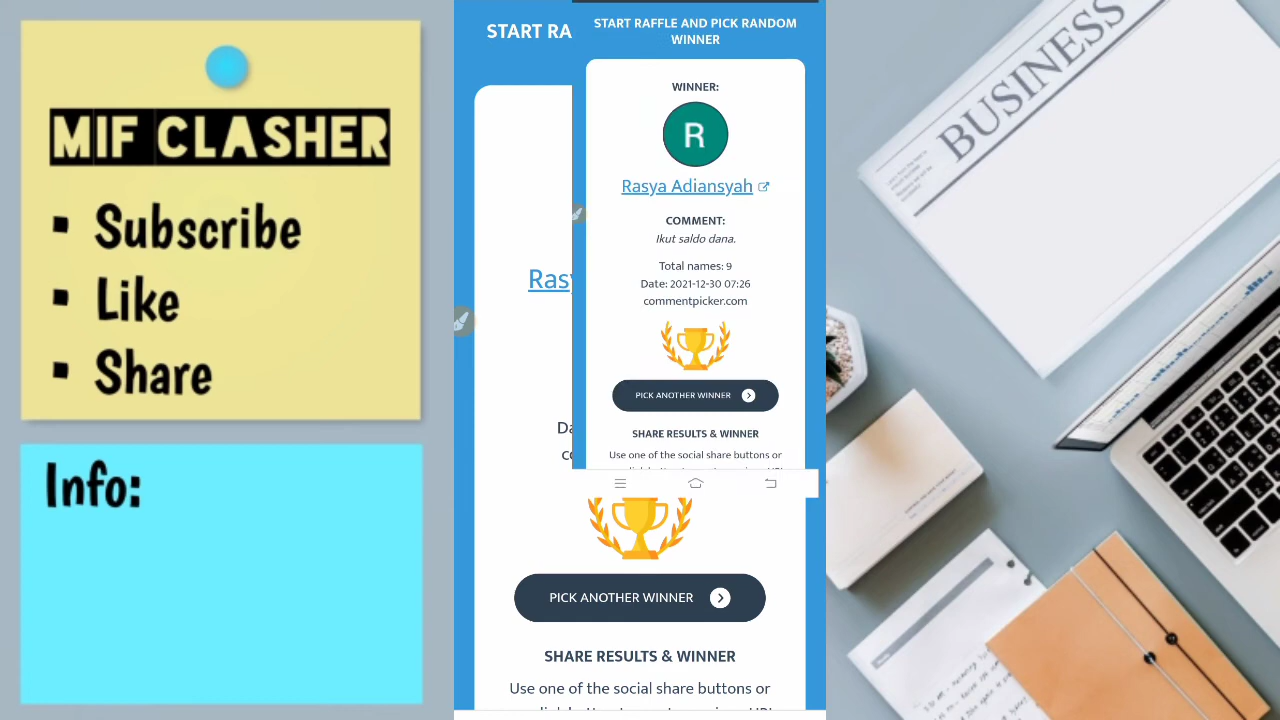 MIF CLASHER
▪ Subscribe
▪ Like
▪ Share
Info:
START RA
START RAFFLE AND PICK RANDOM
WINNER
WINNER:
R
Rasya Adiansyah
COMMENT:
Ikut saldo dana.
Total names: 9
Date: 2021-12-30 07:26
commentpicker.com
PICK ANOTHER WINNER
SHARE RESULTS & WINNER
Use one of the social share buttons or
Rasy
PICK ANOTHER WINNER
SHARE RESULTS & WINNER
Use one of the social share buttons or
BUSINESS